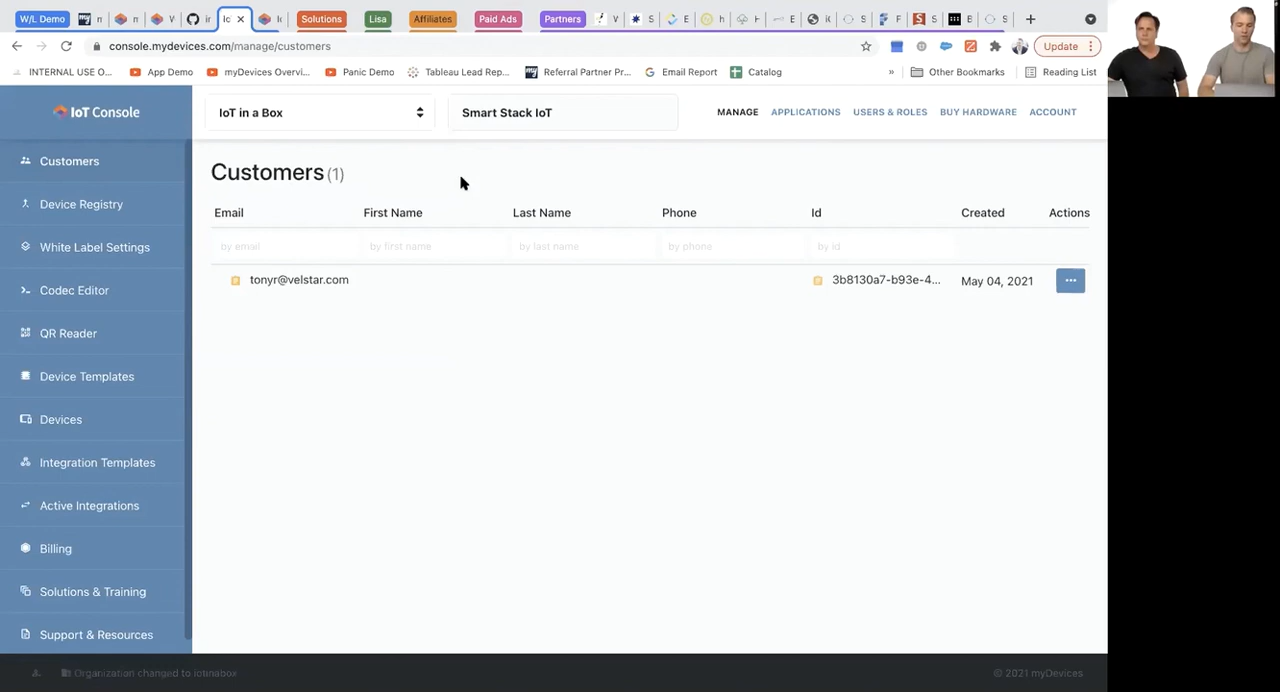 W/L Demo Solutions Lisa Affiliates Paid Ads Partners
console.mydevices.com/manage/customers Update
INTERNAL USE O... App Demo myDevices Overvi... Panic Demo Tableau Lead Rep... Referral Partner Pr... Email Report Catalog » Other Bookmarks Reading List
IoT Console
IoT in a Box
Smart Stack IoT
MANAGE APPLICATIONS USERS & ROLES BUY HARDWARE ACCOUNT
Customers
Device Registry
White Label Settings
Codec Editor
QR Reader
Device Templates
Devices
Integration Templates
Active Integrations
Billing
Solutions & Training
Support & Resources
Customers (1)
Email First Name Last Name Phone Id Created Actions
by email by first name by last name by phone by id
tonyr@velstar.com 3b8130a7-b93e-4... May 04, 2021 ...
Organization changed to iotinabox
© 2021 myDevices